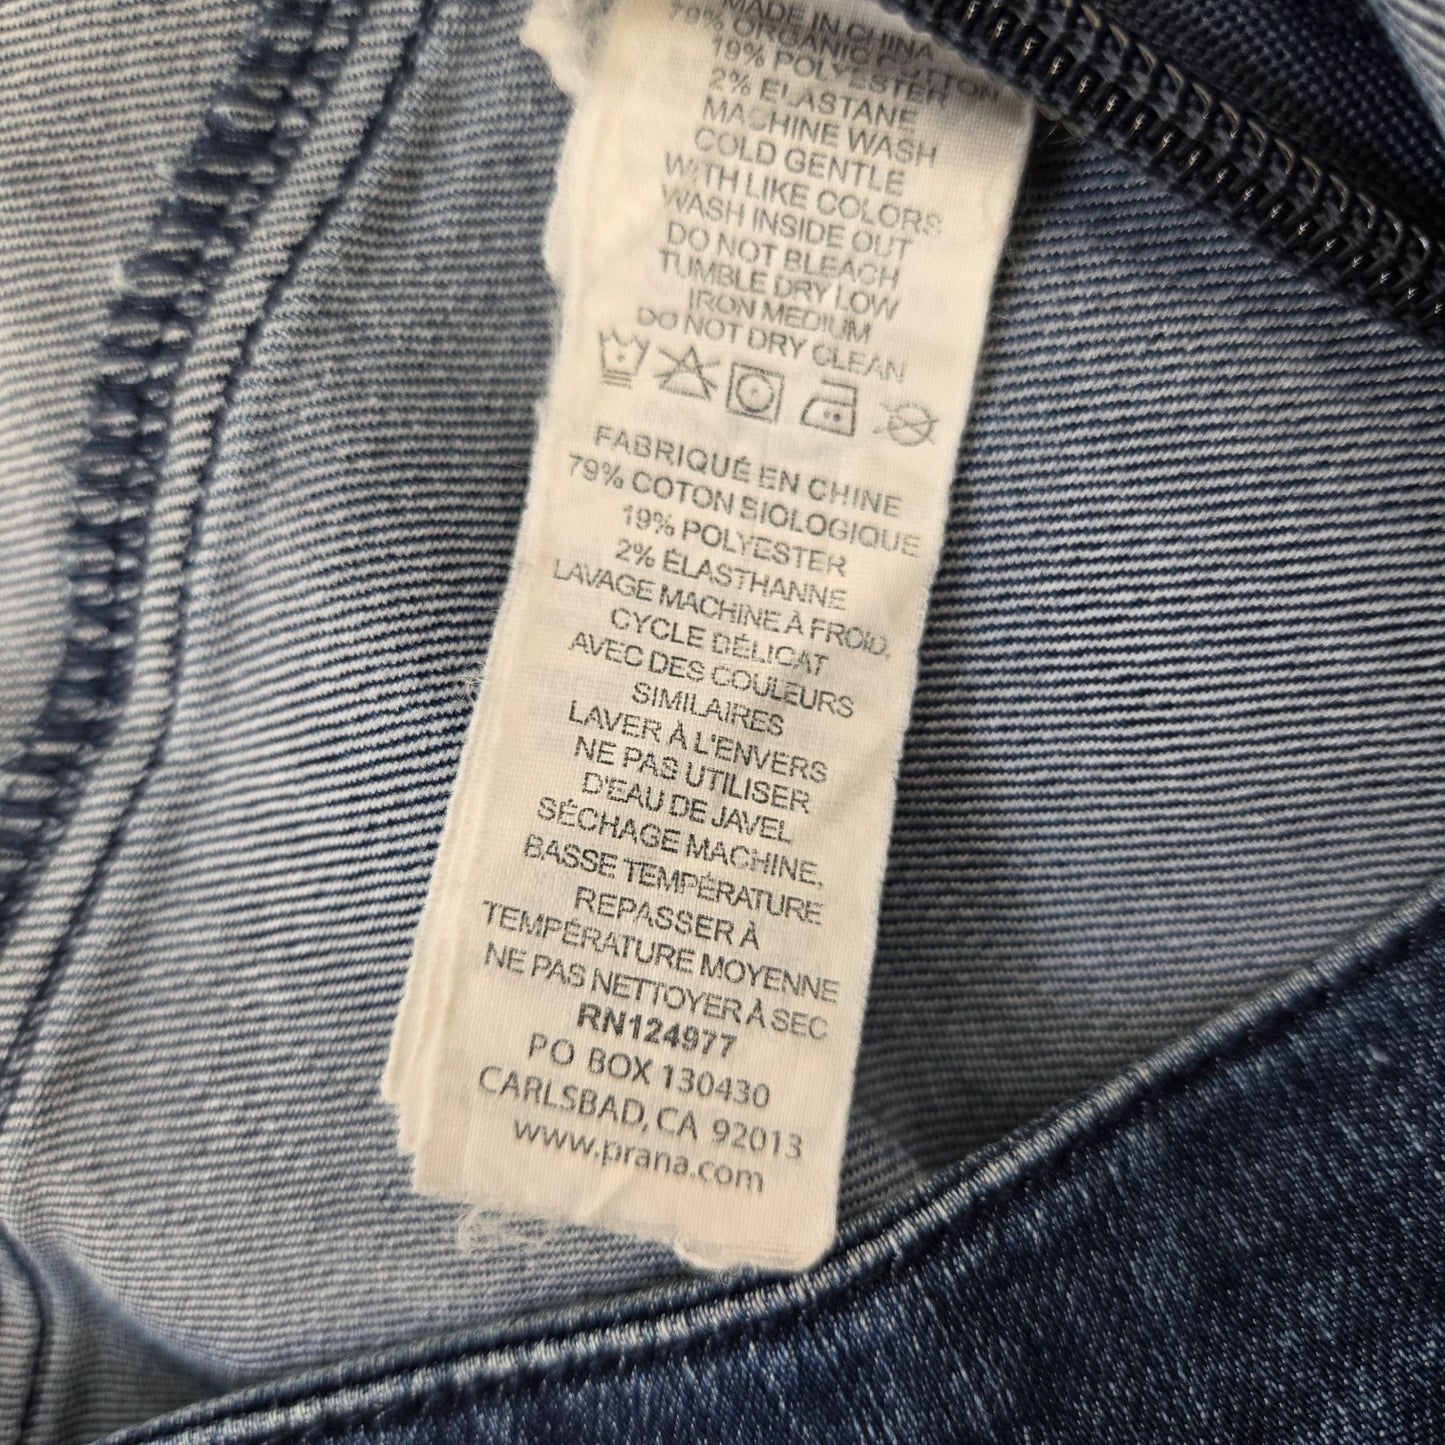 MADE IN CHINA
79% ORGANIC COTTON
19% POLYESTER
2% ELASTANE
MACHINE WASH
COLD GENTLE
WITH LIKE COLORS
WASH INSIDE OUT
DO NOT BLEACH
TUMBLE DRY LOW
IRON MEDIUM
DO NOT DRY CLEAN
FABRIQUÉ EN CHINE
79% COTON BIOLOGIQUE
19% POLYESTER
2% ÉLASTHANNE
LAVAGE MACHINE À FROID,
CYCLE DÉLICAT
AVEC DES COULEURS
SIMILAIRES
LAVER À L'ENVERS
NE PAS UTILISER
D'EAU DE JAVEL
SÉCHAGE MACHINE,
BASSE TEMPÉRATURE
REPASSER À
TEMPÉRATURE MOYENNE
NE PAS NETTOYER À SEC
RN124977
PO BOX 130430
CARLSBAD, CA 92013
www.prana.com